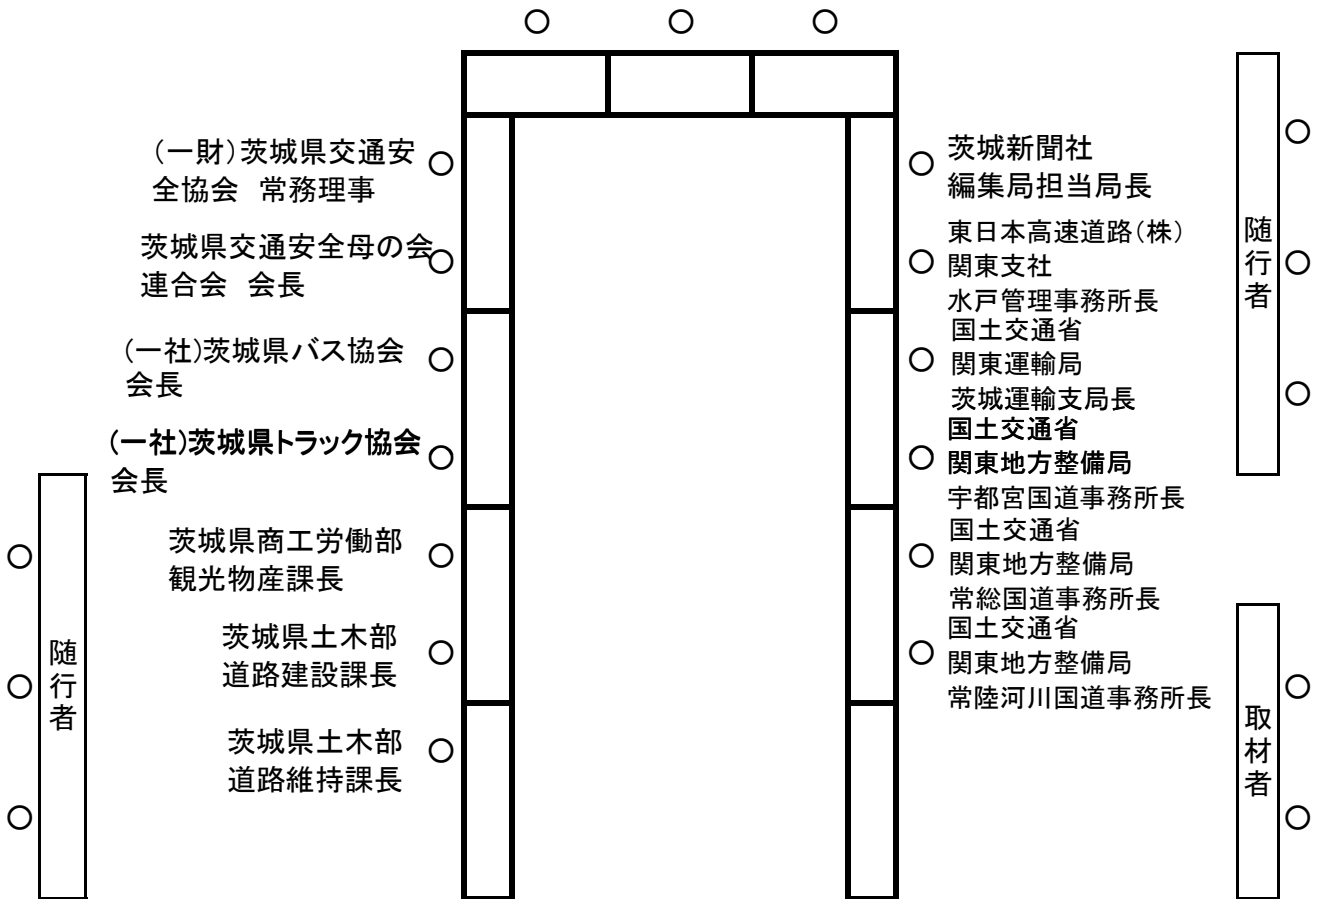 (一財)茨城県交通安
全協会　常務理事
茨城県交通安全母の会
連合会　会長
(一社)茨城県バス協会
会長
(一社)茨城県トラック協会
会長
茨城県商工労働部
観光物産課長
茨城県土木部
道路建設課長
茨城県土木部
道路維持課長
随行者
茨城新聞社
編集局担当局長
東日本高速道路(株)
関東支社
水戸管理事務所長
国土交通省
関東運輸局
茨城運輸支局長
国土交通省
関東地方整備局
宇都宮国道事務所長
国土交通省
関東地方整備局
常総国道事務所長
国土交通省
関東地方整備局
常陸河川国道事務所長
随行者
取材者